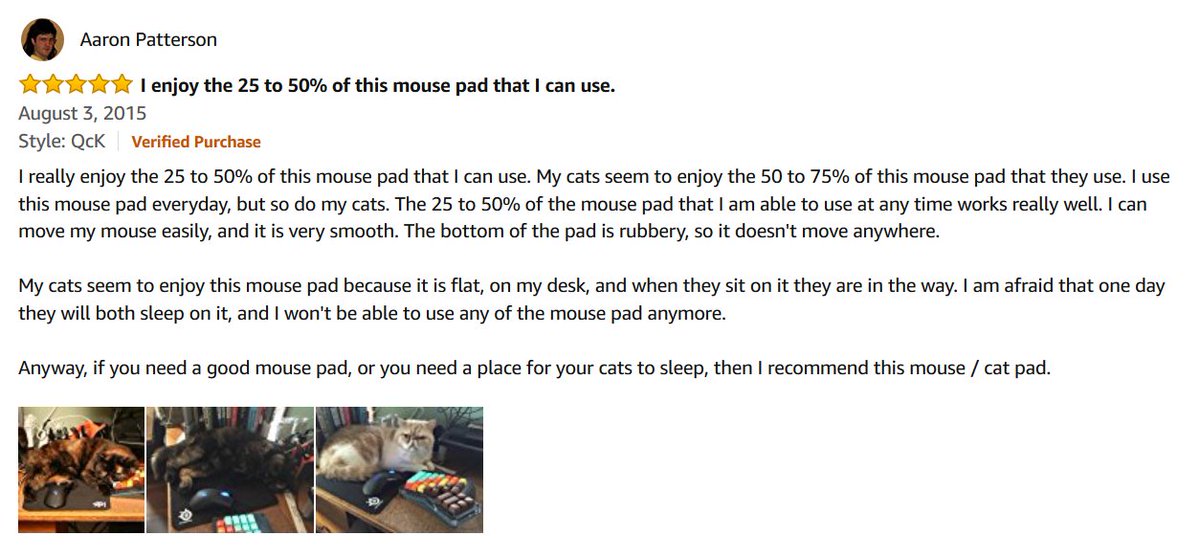 Aaron Patterson
I enjoy the 25 to 50% of this mouse pad that I can use.
August 3, 2015
Style: QcK Verified Purchase
I really enjoy the 25 to 50% of this mouse pad that I can use. My cats seem to enjoy the 50 to 75% of this mouse pad that they use. I use
this mouse pad everyday, but so do my cats. The 25 to 50% of the mouse pad that I am able to use at any time works really well. I can
move my mouse easily, and it is very smooth. The bottom of the pad is rubbery, so it doesn't move anywhere.
My cats seem to enjoy this mouse pad because it is flat, on my desk, and when they sit on it they are in the way. I am afraid that one day
they will both sleep on it, and I won't be able to use any of the mouse pad anymore.
Anyway, if you need a good mouse pad, or you need a place for your cats to sleep, then I recommend this mouse / cat pad.